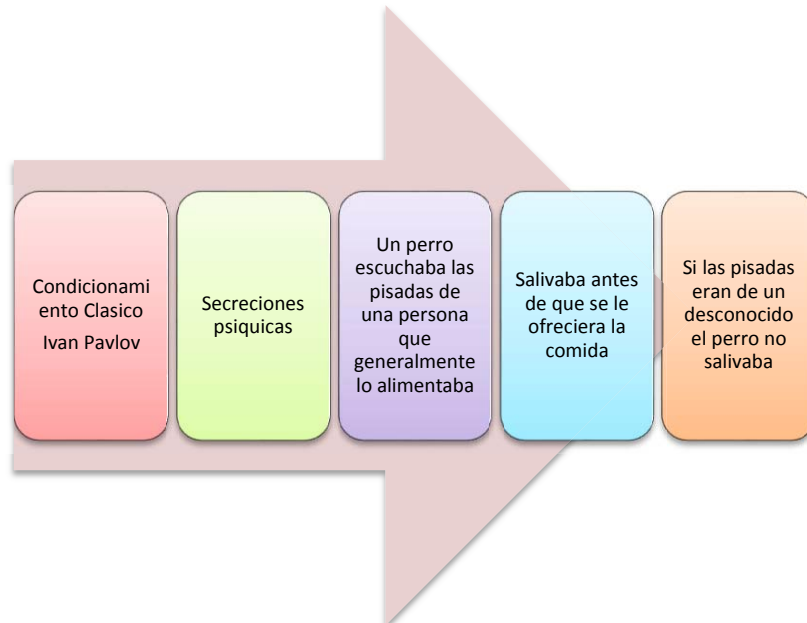 Condicionami
ento Clasico
Ivan Pavlov
Secreciones
psiquicas
Un perro
escuchaba las
pisadas de
una persona
que
generalmente
lo alimentaba
Salivaba antes
de que se le
ofreciera la
comida
Si las pisadas
eran de un
desconocido
el perro no
salivaba